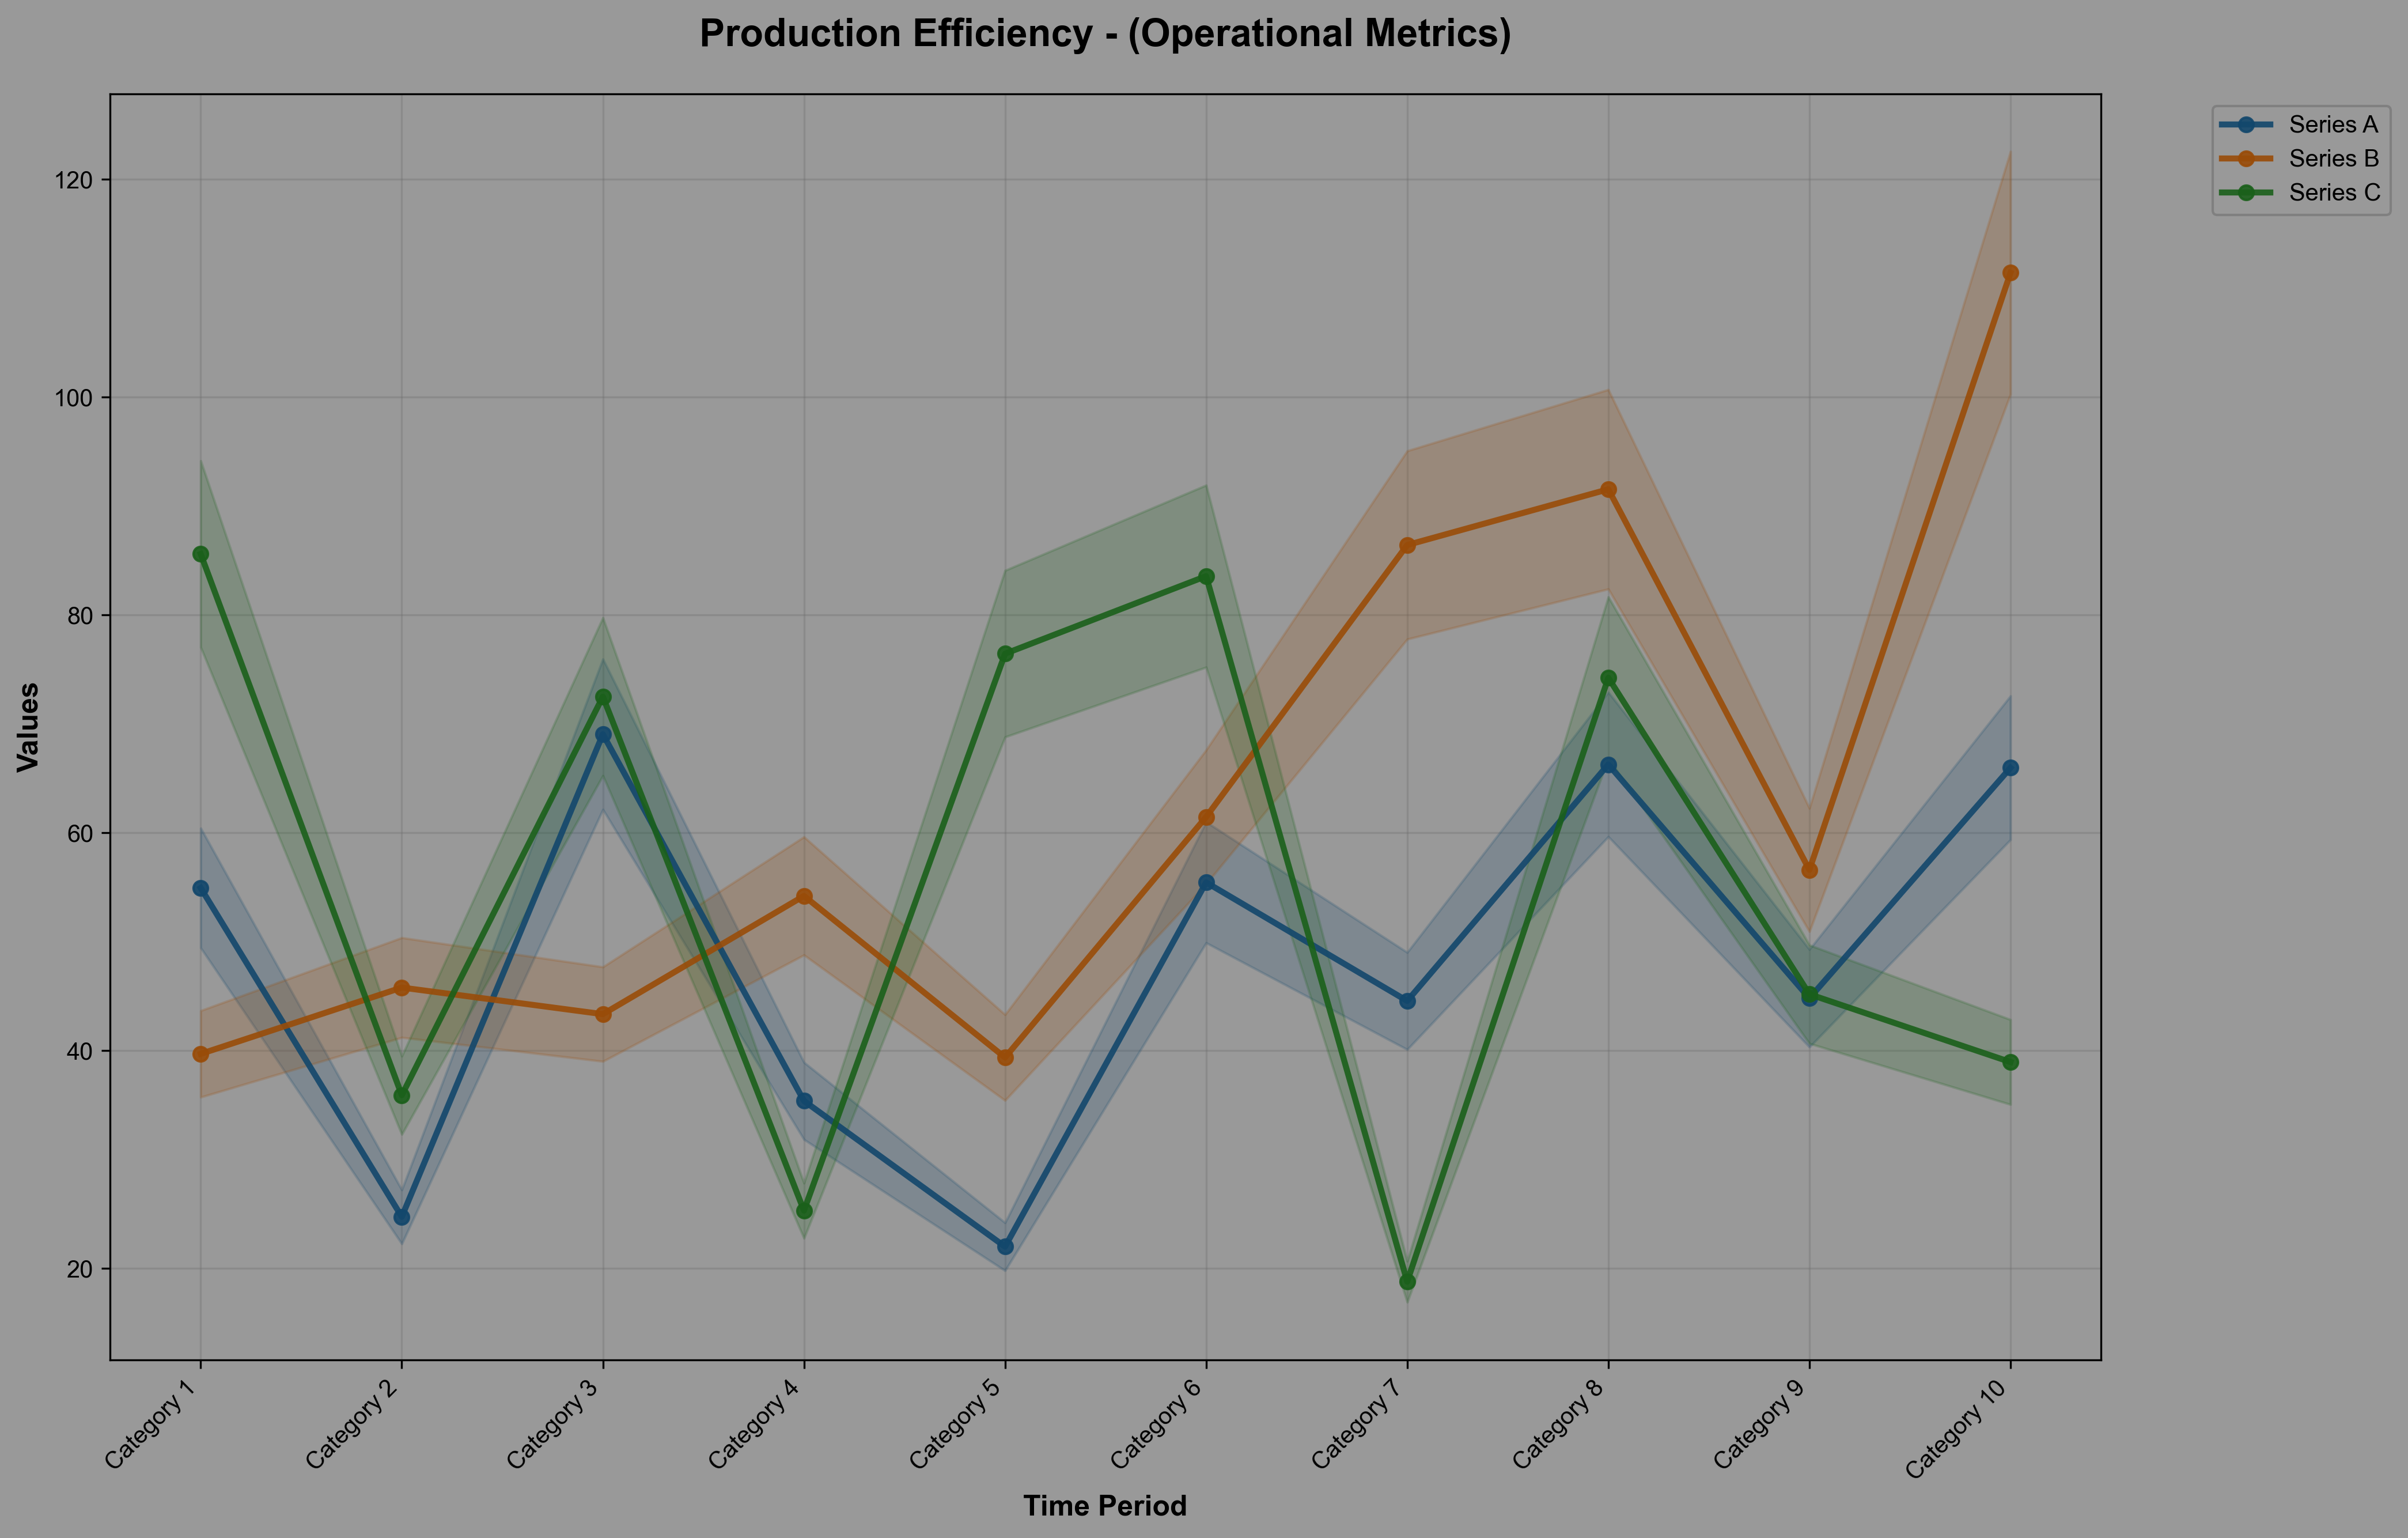 Production Efficiency - (Operational Metrics)
Series A
Series B
Series C
Values
120
100
80
60
40
20
Category 1
Category 2
Category 3
Category 4
Category 5
Category 6
Category 7
Category 8
Category 9
Category 10
Time Period